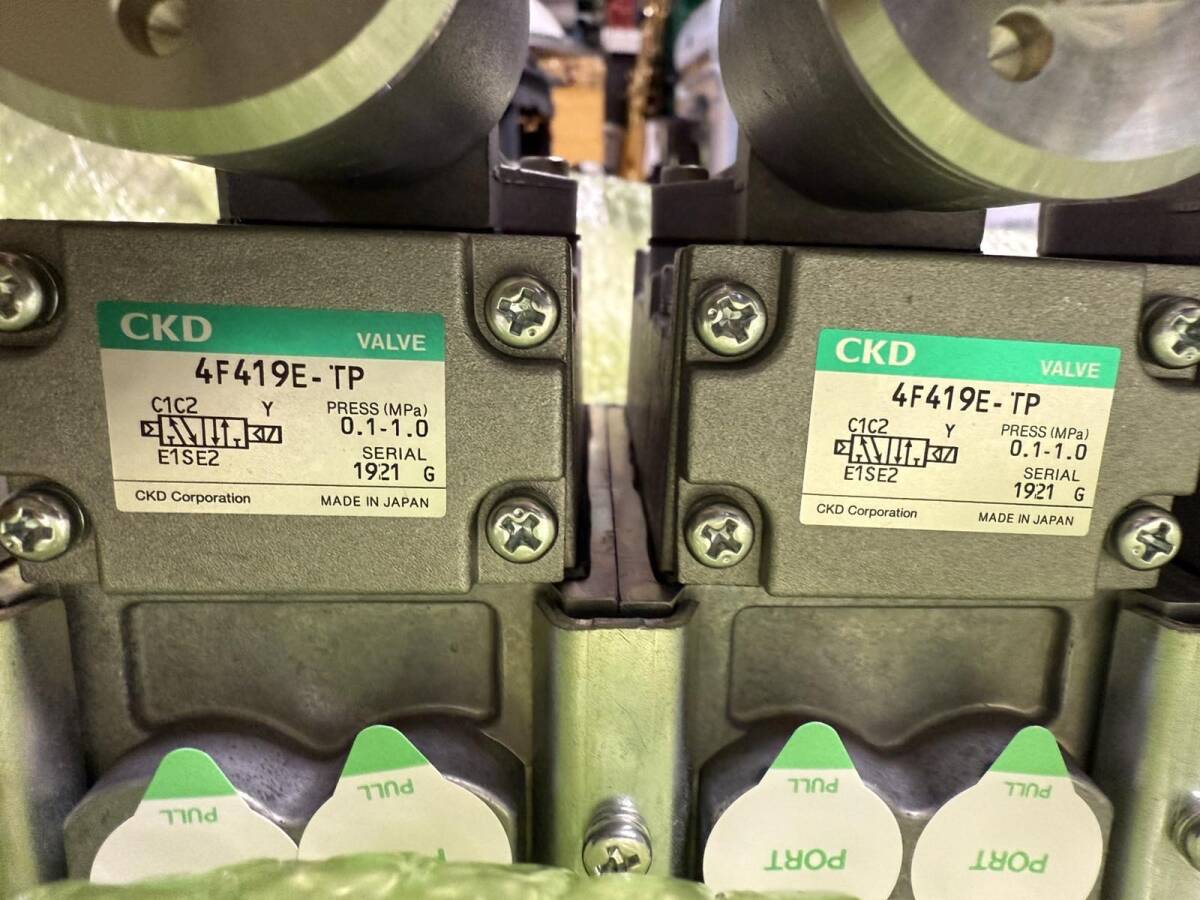 CKD
VALVE
4F419E-TP
C1C2 Y
E1SE2
PRESS (MPa)
0.1-1.0
SERIAL
1921 G
CKD Corporation
MADE IN JAPAN
CKD
VALVE
4F419E-TP
C1C2 Y
E1SE2
PRESS (MPa)
0.1-1.0
SERIAL
1921 G
CKD Corporation
MADE IN JAPAN
PULL
PULL
PULL
PULL
PORT
PORT